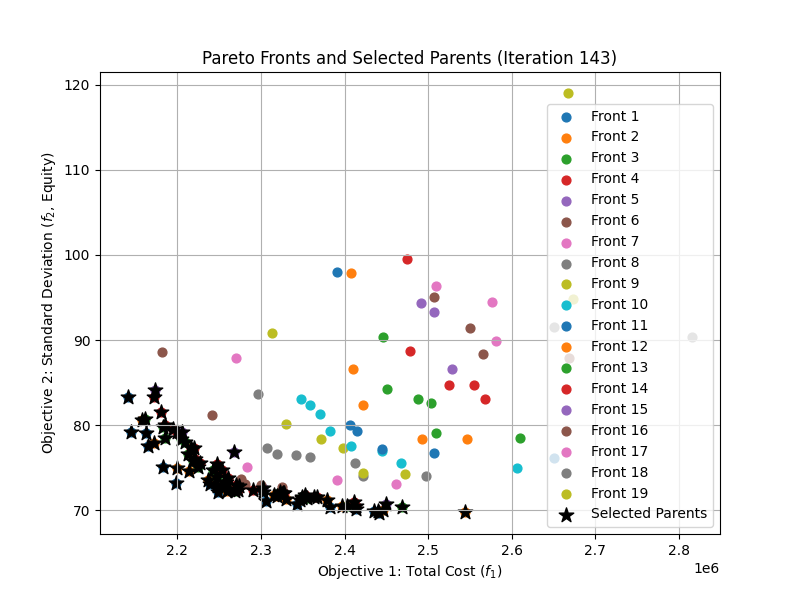 Pareto Fronts and Selected Parents (Iteration 143)
Objective 2: Standard Deviation (f₂, Equity)
120
110
100
90
80
70
Front 1
Front 2
Front 3
Front 4
Front 5
Front 6
Front 7
Front 8
Front 9
Front 10
Front 11
Front 12
Front 13
Front 14
Front 15
Front 16
Front 17
Front 18
Front 19
Selected Parents
2.2 2.3 2.4 2.5 2.6 2.7 2.8
1e6
Objective 1: Total Cost (f₁)